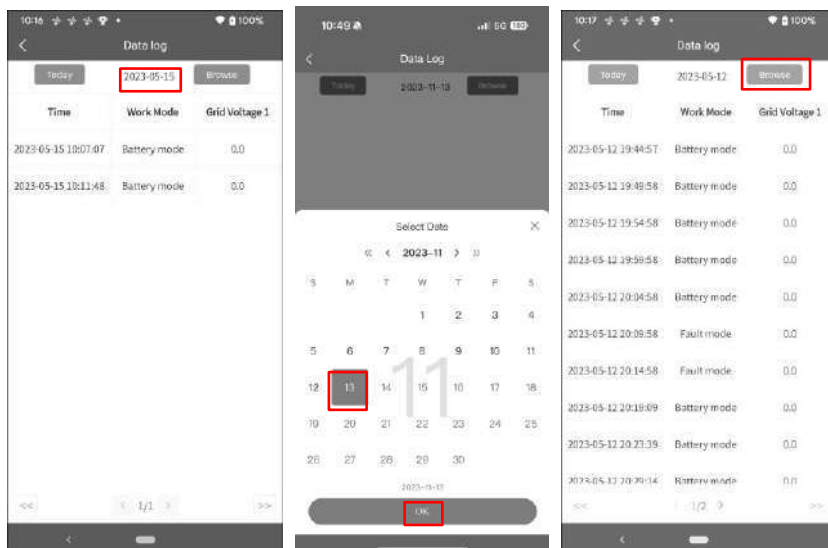 10:16 100%
Data log
Today 2023-05-15 Browse
Time Work Mode Grid Voltage 1
2023-05-15 10:07:07 Battery mode 0.0
2023-05-15 10:11:48 Battery mode 0.0
<< < 1/1 > >>
10:49 5G
Data Log
Today 2023-11-13 Browse
Select Date
« < 2023-11 > »
S M T W T F S
1 2 3 4
5 6 7 8 9 10 11
11
12 13 14 15 16 17 18
19 20 21 22 23 24 25
26 27 28 29 30
2023-11-13
OK
10:17 100%
Data log
Today 2023-05-12 Browse
Time Work Mode Grid Voltage 1
2023-05-12 19:44:57 Battery mode 0.0
2023-05-12 19:49:58 Battery mode 0.0
2023-05-12 19:54:58 Battery mode 0.0
2023-05-12 19:59:58 Battery mode 0.0
2023-05-12 20:04:58 Battery mode 0.0
2023-05-12 20:09:58 Fault mode 0.0
2023-05-12 20:14:58 Fault mode 0.0
2023-05-12 20:19:09 Battery mode 0.0
2023-05-12 20:23:39 Battery mode 0.0
2023-05-12 Battery mode 0.0
<< < 1/2 > >>